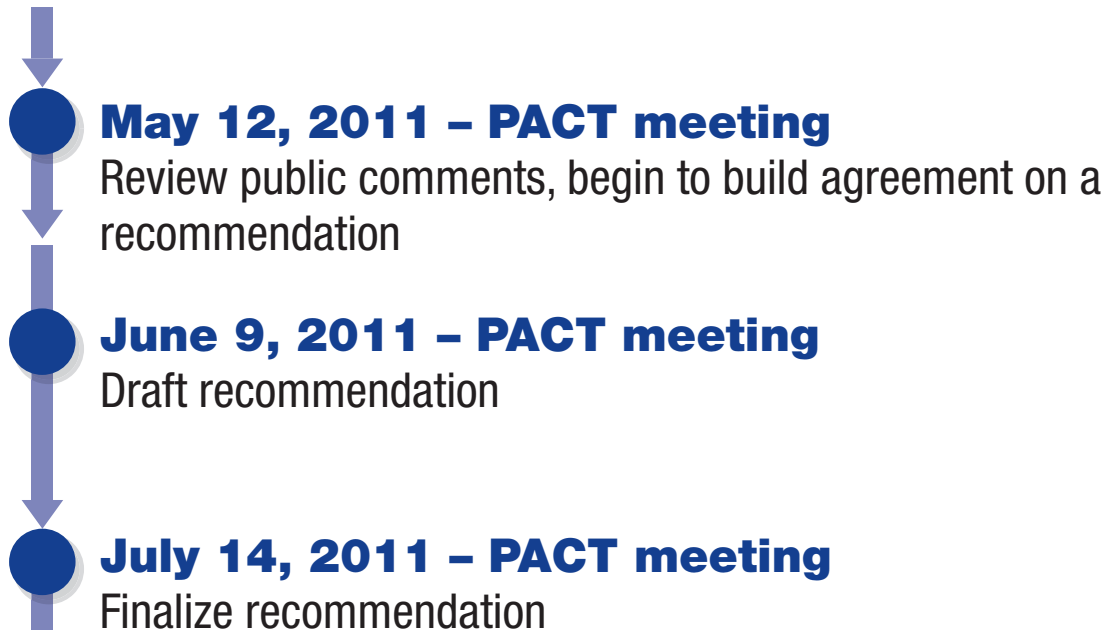 May 12, 2011 – PACT meeting
Review public comments, begin to build agreement on a
recommendation
June 9, 2011 – PACT meeting
Draft recommendation
July 14, 2011 – PACT meeting
Finalize recommendation